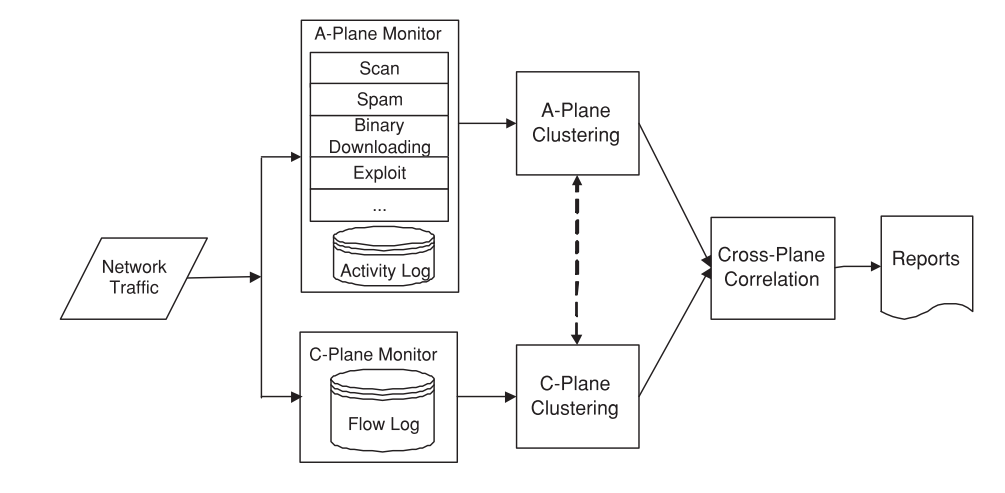 A-Plane Monitor
Scan
Spam
Binary
Downloading
Exploit
...
Activity Log
A-Plane
Clustering
Network
Traffic
Cross-Plane
Correlation
Reports
C-Plane Monitor
Flow Log
C-Plane
Clustering